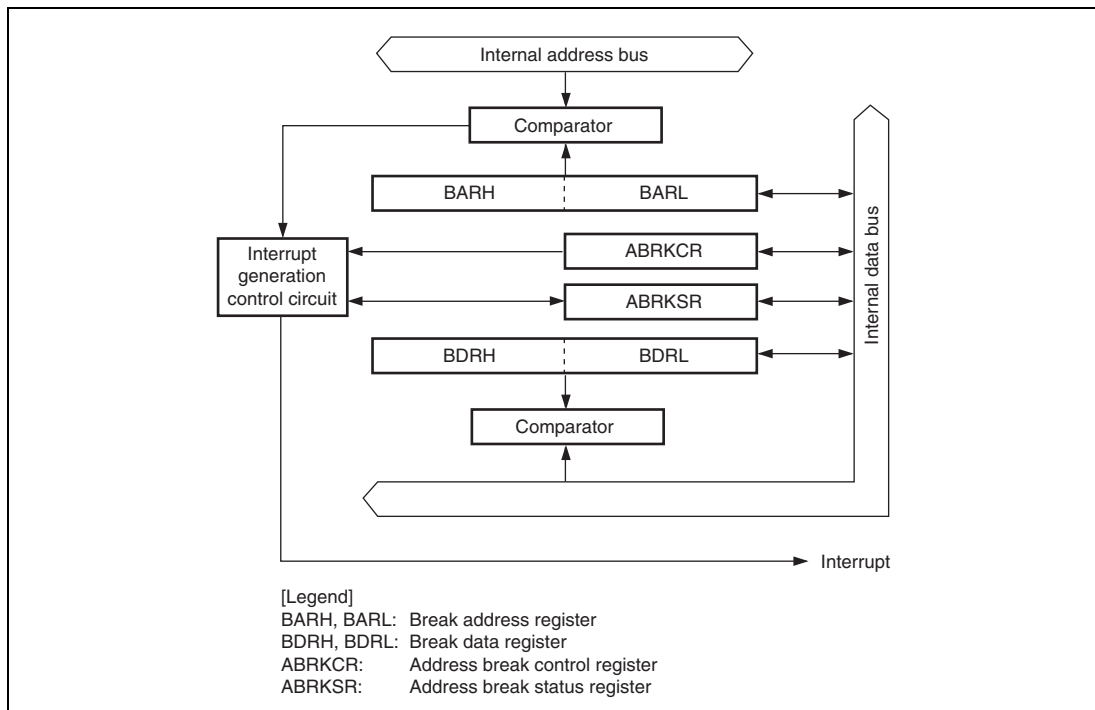 Internal address bus
Comparator
BARH
BARL
Interrupt
generation
control circuit
ABRKCR
ABRKSR
Internal data bus
BDRH
BDRL
Comparator
Interrupt
[Legend]
BARH, BARL: Break address register
BDRH, BDRL: Break data register
ABRKCR: Address break control register
ABRKSR: Address break status register